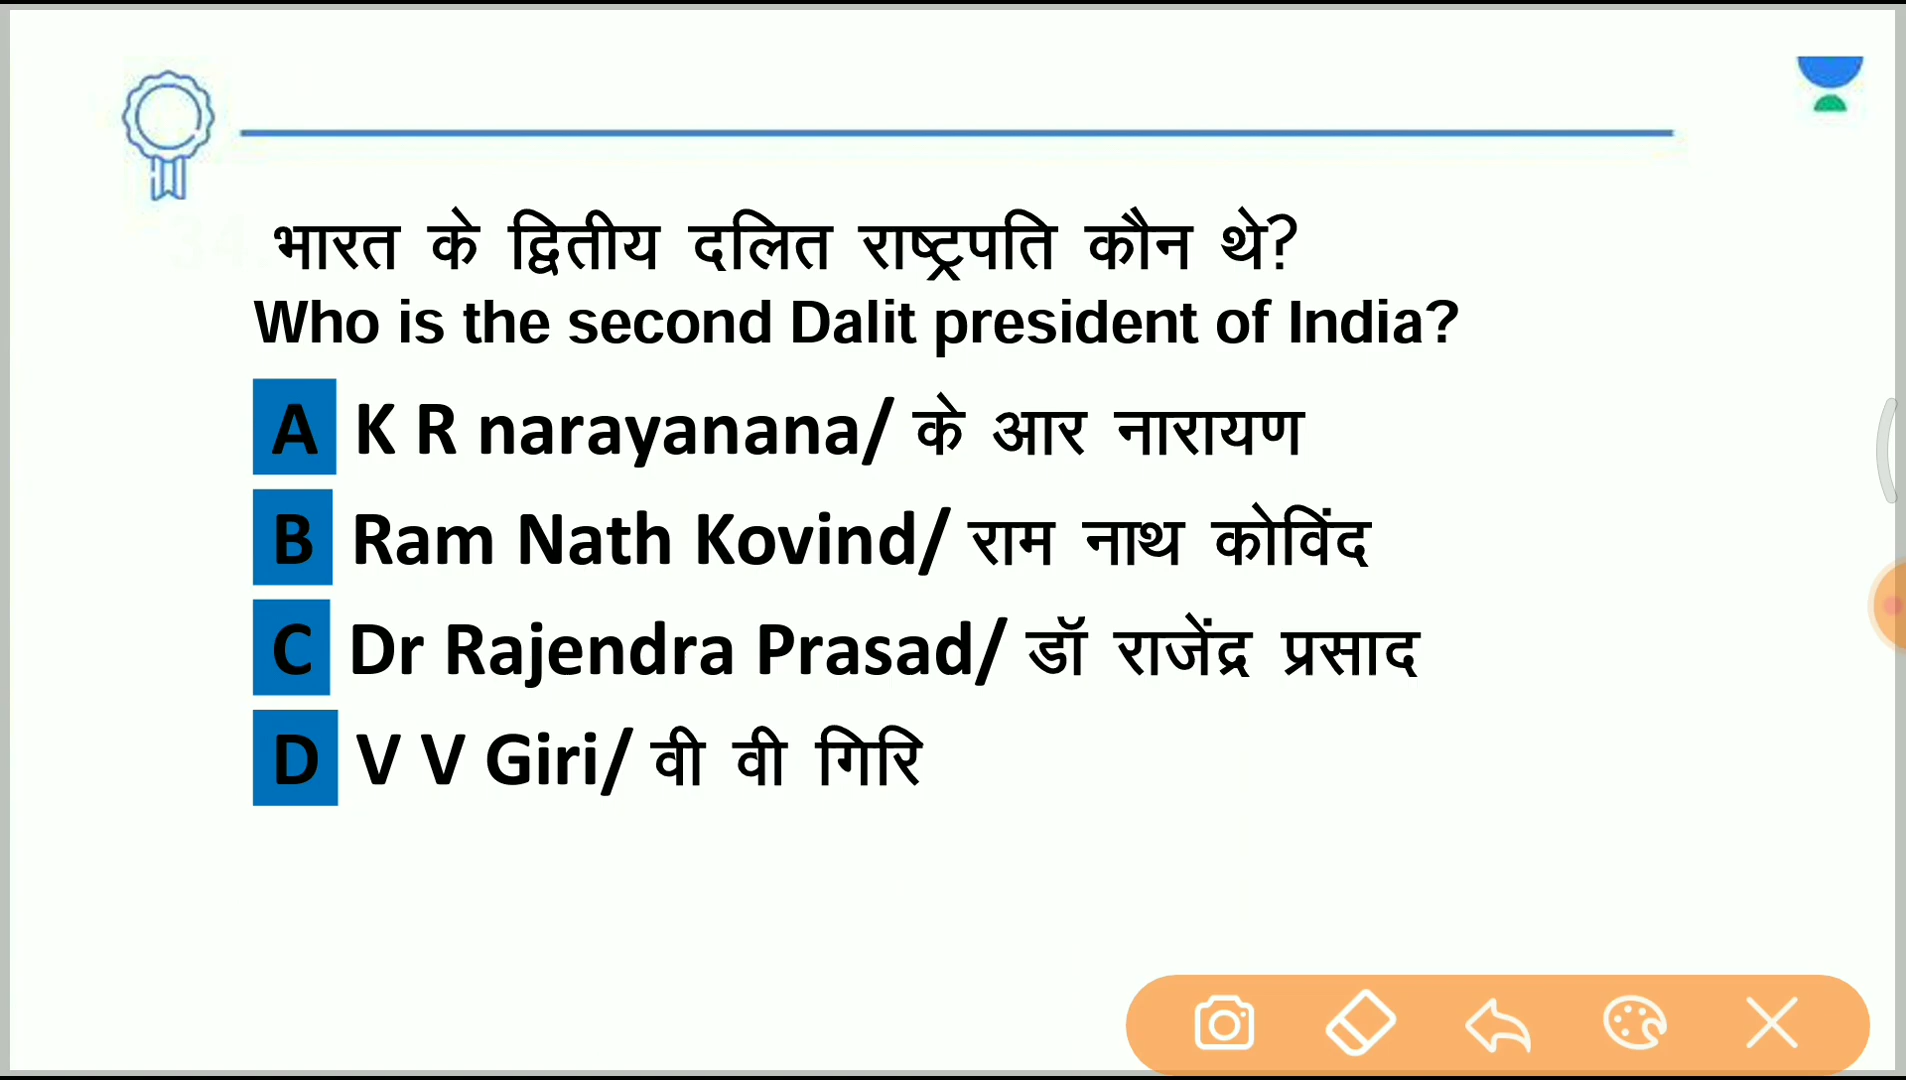 भारत के द्वितीय दलित राष्ट्रपति कौन थे?
Who is the second Dalit president of India?
A K R narayanana/ के आर नारायण
B Ram Nath Kovind/ राम नाथ कोविंद
C Dr Rajendra Prasad/ डॉ राजेंद्र प्रसाद
D V V Giri/ वी वी गिरि